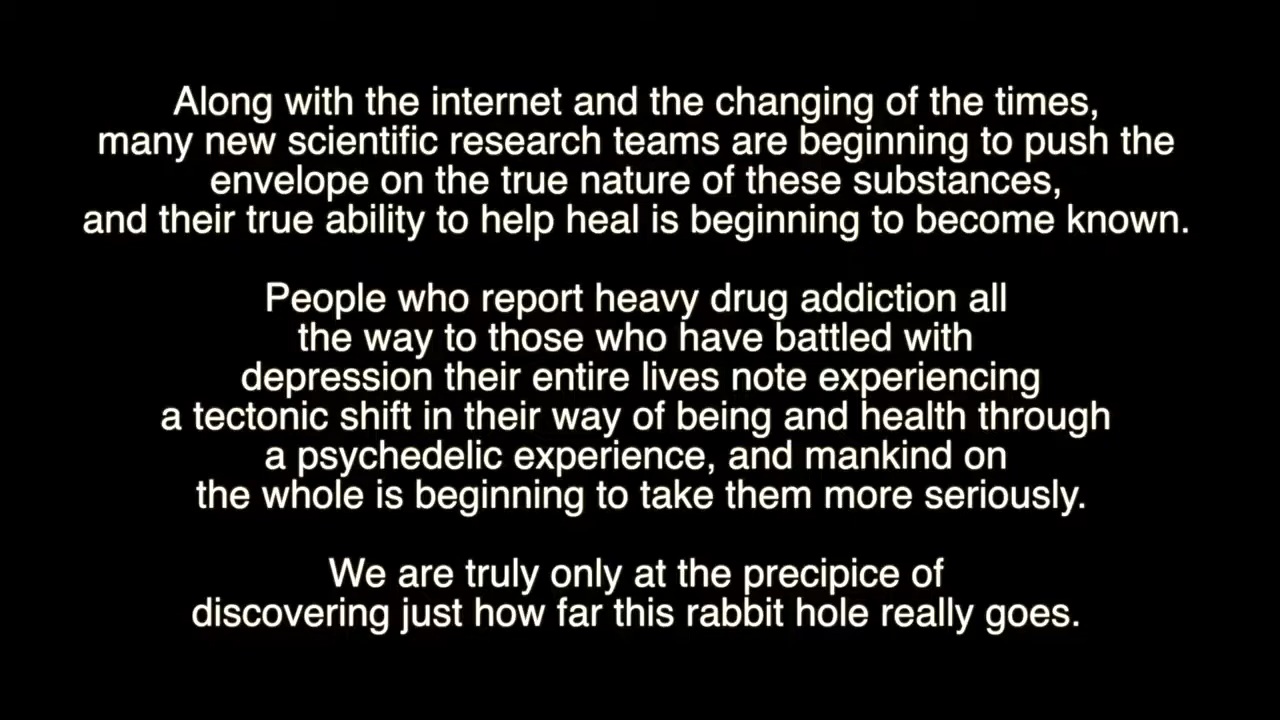 Along with the internet and the changing of the times,
many new scientific research teams are beginning to push the
envelope on the true nature of these substances,
and their true ability to help heal is beginning to become known.
People who report heavy drug addiction all
the way to those who have battled with
depression their entire lives note experiencing
a tectonic shift in their way of being and health through
a psychedelic experience, and mankind on
the whole is beginning to take them more seriously.
We are truly only at the precipice of
discovering just how far this rabbit hole really goes.